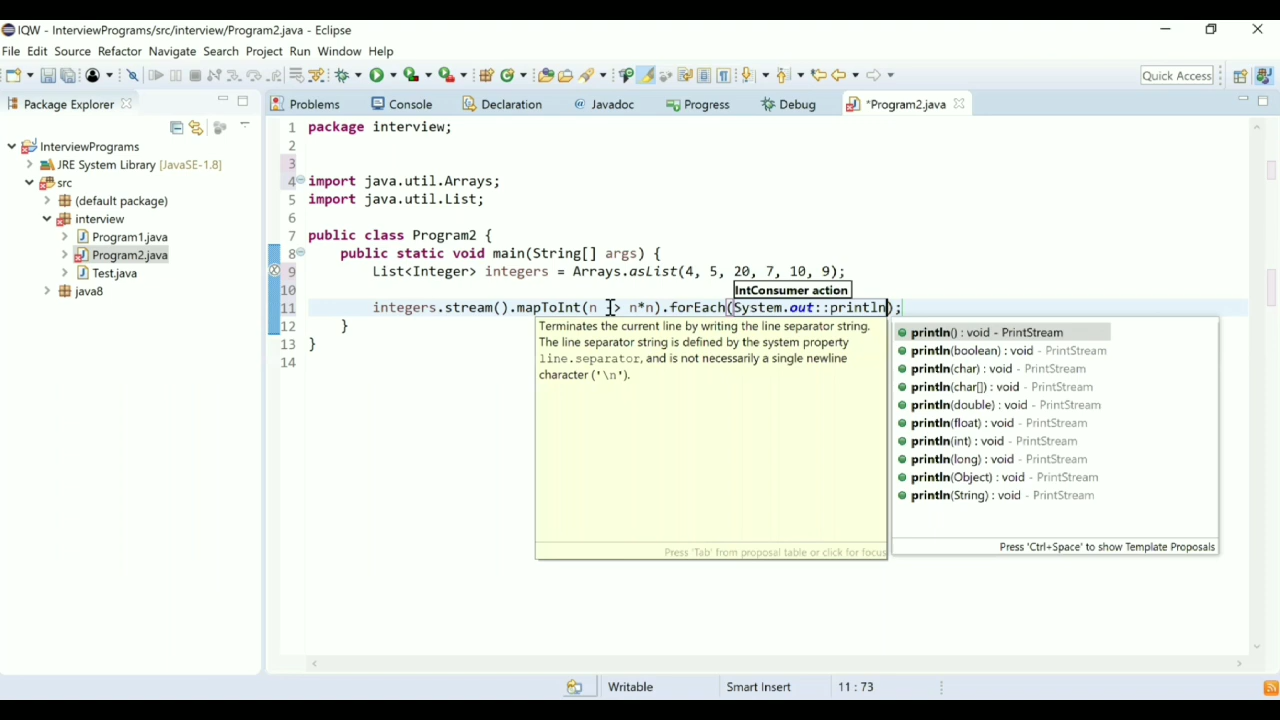 IQW - InterviewPrograms/src/interview/Program2.java - Eclipse
File Edit Source Refactor Navigate Search Project Run Window Help
Quick Access
Package Explorer
Problems Console Declaration @ Javadoc Progress Debug *Program2.java
InterviewPrograms
JRE System Library [JavaSE-1.8]
src
(default package)
interview
Program1.java
Program2.java
Test.java
java8
1 package interview;
2
3
4 import java.util.Arrays;
5 import java.util.List;
6
7 public class Program2 {
8 public static void main(String[] args) {
9 List<Integer> integers = Arrays.asList(4, 5, 20, 7, 10, 9);
10
IntConsumer action
11 integers.stream().mapToInt(n -> n*n).forEach(System.out::println);
12 }
13 }
14
Terminates the current line by writing the line separator string.
The line separator string is defined by the system property
line.separator, and is not necessarily a single newline
character ('\n').
Press 'Tab' from proposal table or click for focus
println() : void - PrintStream
println(boolean) : void - PrintStream
println(char) : void - PrintStream
println(char[]) : void - PrintStream
println(double) : void - PrintStream
println(float) : void - PrintStream
println(int) : void - PrintStream
println(long) : void - PrintStream
println(Object) : void - PrintStream
println(String) : void - PrintStream
Press 'Ctrl+Space' to show Template Proposals
Writable Smart Insert 11 : 73